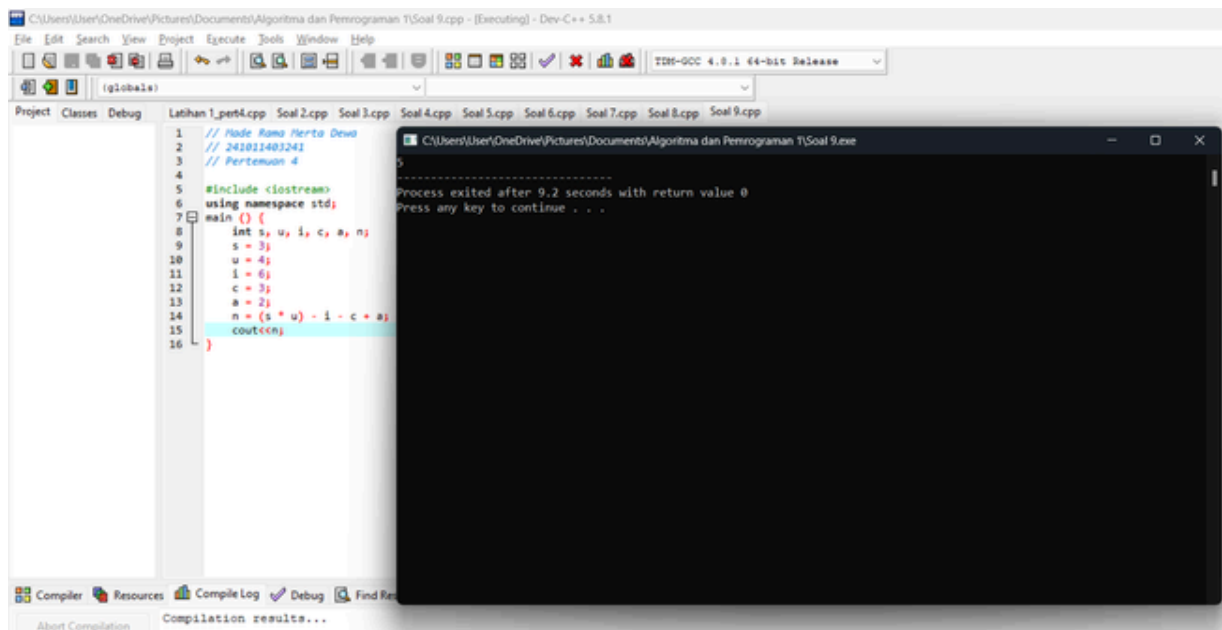 C:\Users\User\OneDrive\Pictures\Documents\Algoritma dan Pemrograman 1\Soal 9.cpp - [Executing] - Dev-C++ 5.8.1
File Edit Search View Project Execute Tools Window Help
TDM-GCC 4.8.1 64-bit Release
(globals)
Project Classes Debug
Latihan 1_pert4.cpp Soal 2.cpp Soal 3.cpp Soal 4.cpp Soal 5.cpp Soal 6.cpp Soal 7.cpp Soal 8.cpp Soal 9.cpp
1 // Made Rama Merta Dewa
2 // 241011403241
3 // Pertemuan 4
4
5 #include <iostream>
6 using namespace std;
7 main () {
8 int s, u, i, c, a, n;
9 s = 3;
10 u = 4;
11 i = 6;
12 c = 3;
13 a = 2;
14 n = (s * u) - i - c + a;
15 cout<<n;
16 }
C:\Users\User\OneDrive\Pictures\Documents\Algoritma dan Pemrograman 1\Soal 9.exe
5
--------------------------------
Process exited after 9.2 seconds with return value 0
Press any key to continue . . .
Compiler Resources Compile Log Debug Find Res
Abort Compilation
Compilation results...